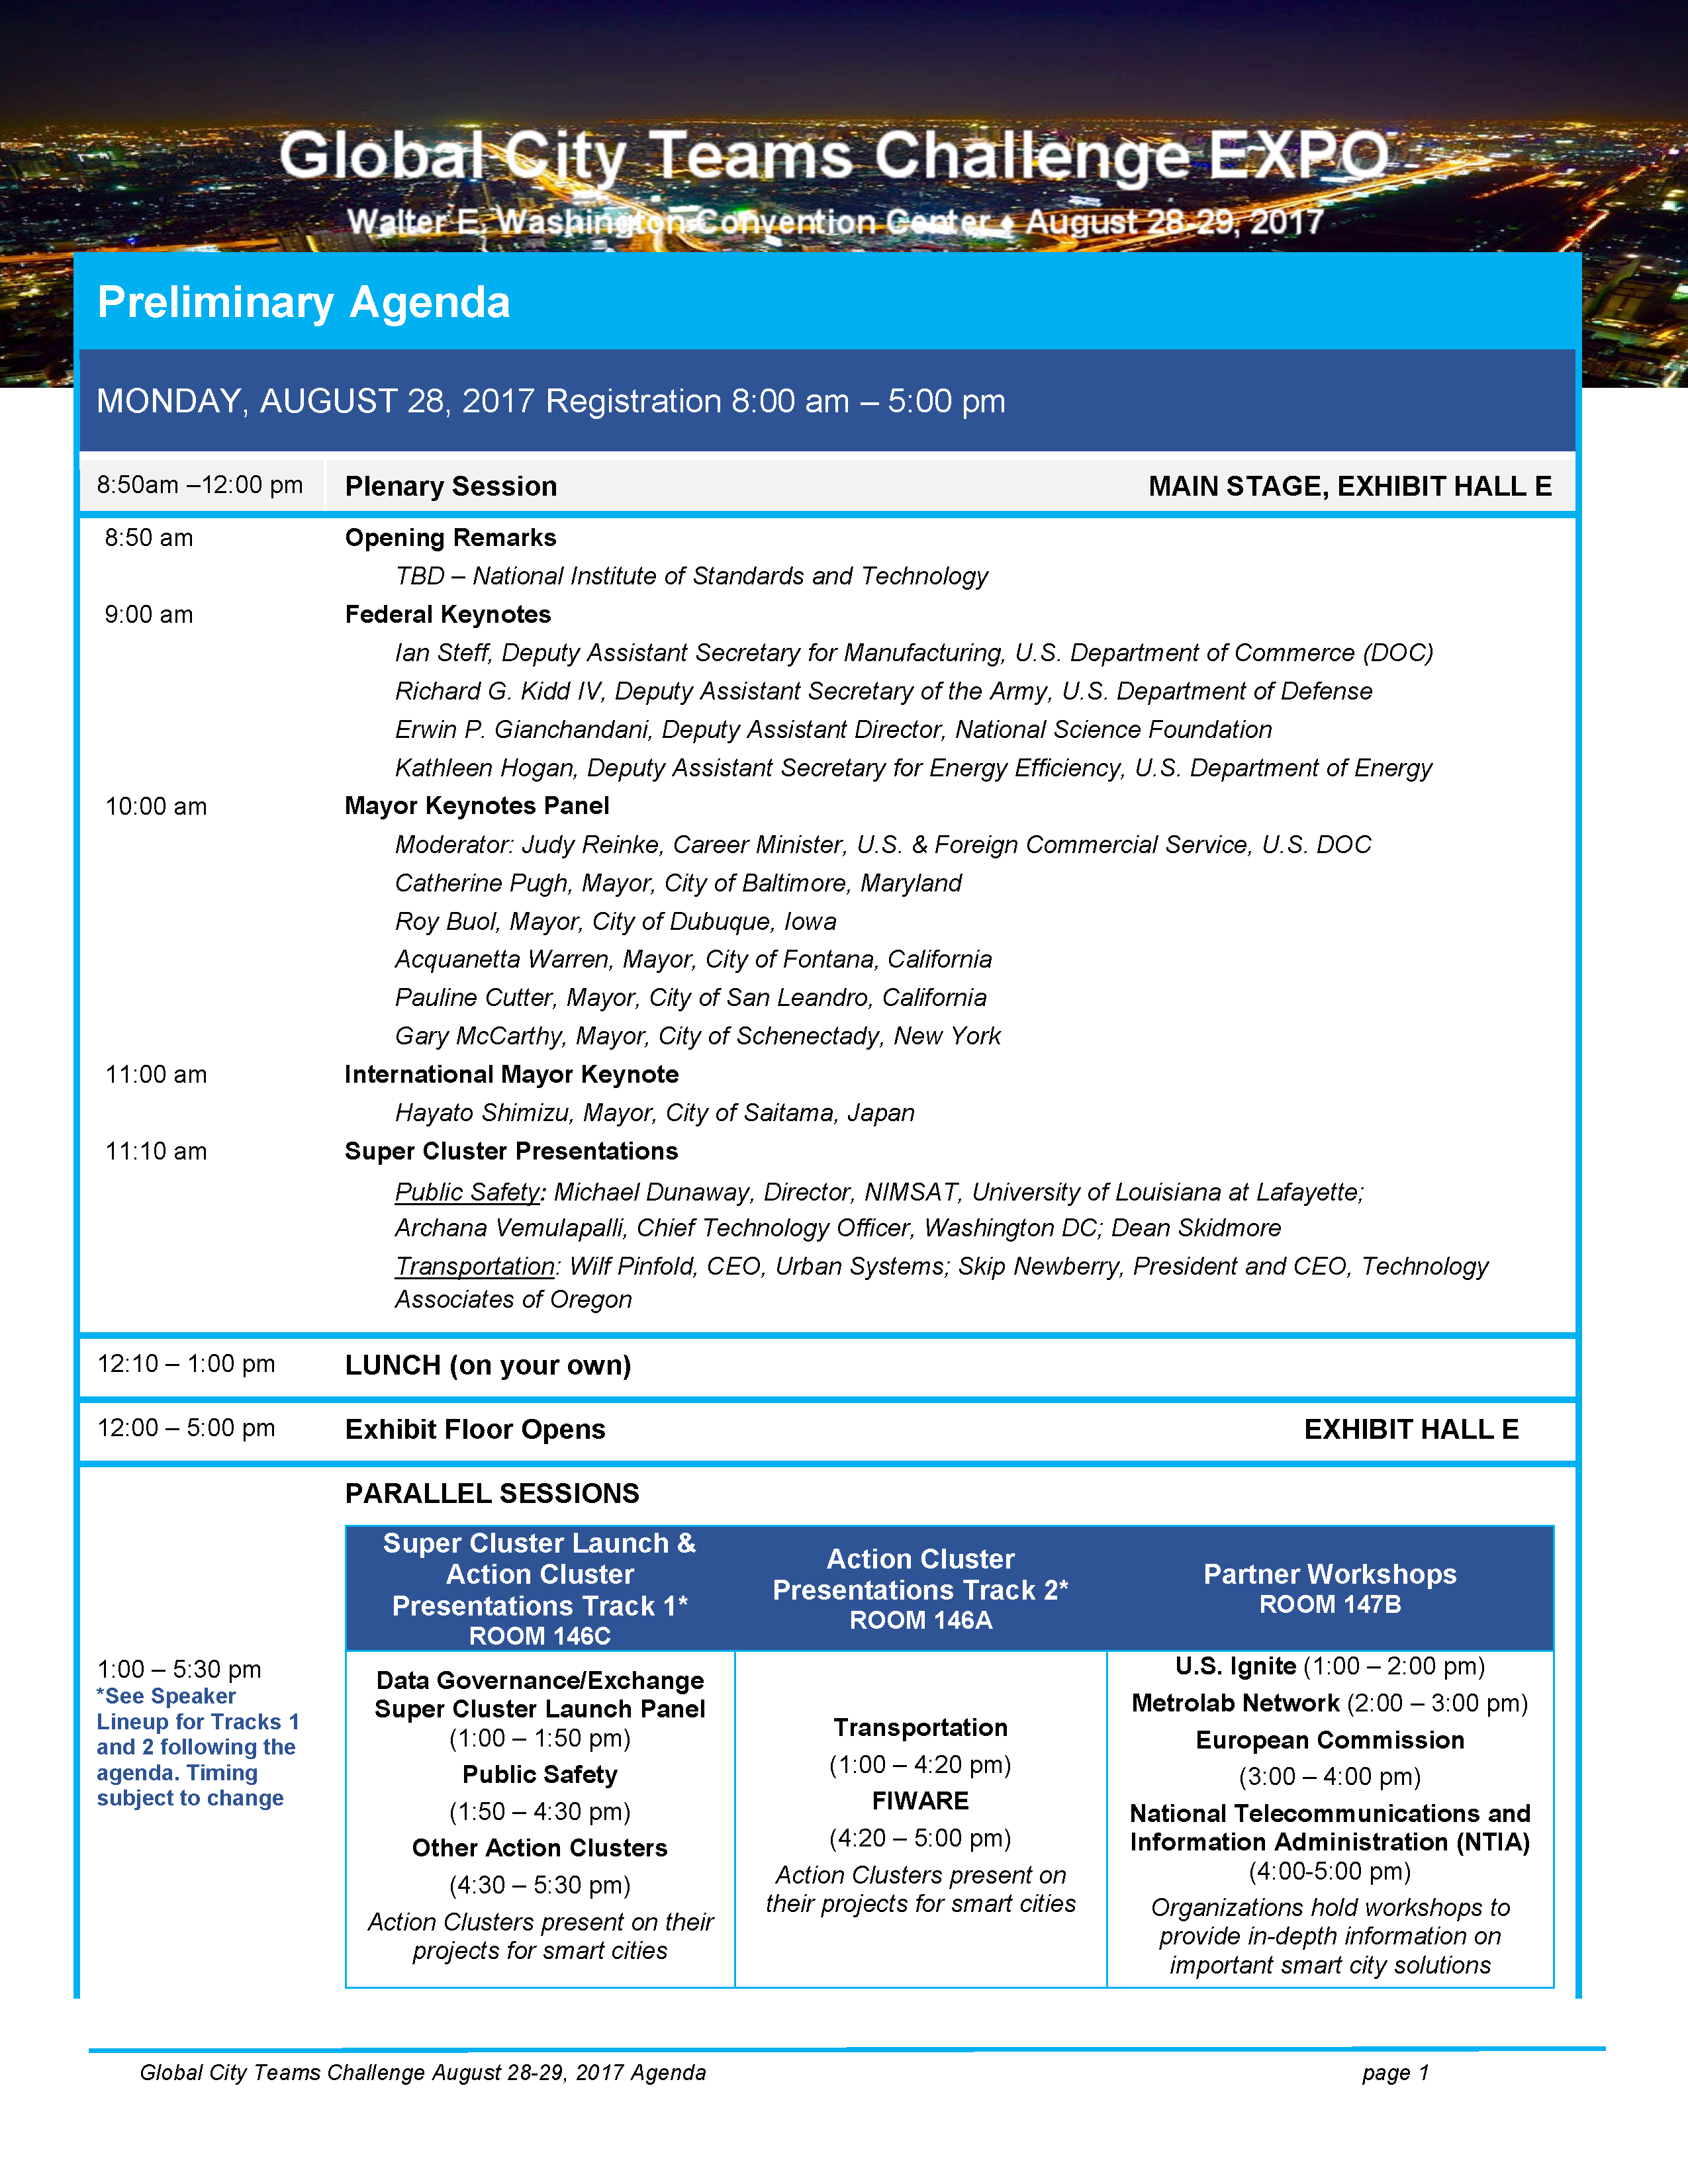 Global City Teams Challenge EXPO
Walter E. Washington Convention Center ♦ August 28-29, 2017
Preliminary Agenda
MONDAY, AUGUST 28, 2017 Registration 8:00 am – 5:00 pm
8:50am –12:00 pm Plenary Session MAIN STAGE, EXHIBIT HALL E
8:50 am Opening Remarks
TBD – National Institute of Standards and Technology
9:00 am Federal Keynotes
Ian Steff, Deputy Assistant Secretary for Manufacturing, U.S. Department of Commerce (DOC)
Richard G. Kidd IV, Deputy Assistant Secretary of the Army, U.S. Department of Defense
Erwin P. Gianchandani, Deputy Assistant Director, National Science Foundation
Kathleen Hogan, Deputy Assistant Secretary for Energy Efficiency, U.S. Department of Energy
10:00 am Mayor Keynotes Panel
Moderator: Judy Reinke, Career Minister, U.S. & Foreign Commercial Service, U.S. DOC
Catherine Pugh, Mayor, City of Baltimore, Maryland
Roy Buol, Mayor, City of Dubuque, Iowa
Acquanetta Warren, Mayor, City of Fontana, California
Pauline Cutter, Mayor, City of San Leandro, California
Gary McCarthy, Mayor, City of Schenectady, New York
11:00 am International Mayor Keynote
Hayato Shimizu, Mayor, City of Saitama, Japan
11:10 am Super Cluster Presentations
Public Safety: Michael Dunaway, Director, NIMSAT, University of Louisiana at Lafayette;
Archana Vemulapalli, Chief Technology Officer, Washington DC; Dean Skidmore
Transportation: Wilf Pinfold, CEO, Urban Systems; Skip Newberry, President and CEO, Technology
Associates of Oregon
12:10 – 1:00 pm LUNCH (on your own)
12:00 – 5:00 pm Exhibit Floor Opens EXHIBIT HALL E
PARALLEL SESSIONS
1:00 – 5:30 pm
*See Speaker
Lineup for Tracks 1
and 2 following the
agenda. Timing
subject to change
Super Cluster Launch &
Action Cluster
Presentations Track 1*
ROOM 146C
Data Governance/Exchange
Super Cluster Launch Panel
(1:00 – 1:50 pm)
Public Safety
(1:50 – 4:30 pm)
Other Action Clusters
(4:30 – 5:30 pm)
Action Clusters present on their
projects for smart cities
Action Cluster
Presentations Track 2*
ROOM 146A
Transportation
(1:00 – 4:20 pm)
FIWARE
(4:20 – 5:00 pm)
Action Clusters present on
their projects for smart cities
Partner Workshops
ROOM 147B
U.S. Ignite (1:00 – 2:00 pm)
Metrolab Network (2:00 – 3:00 pm)
European Commission
(3:00 – 4:00 pm)
National Telecommunications and
Information Administration (NTIA)
(4:00-5:00 pm)
Organizations hold workshops to
provide in-depth information on
important smart city solutions
Global City Teams Challenge August 28-29, 2017 Agenda page 1